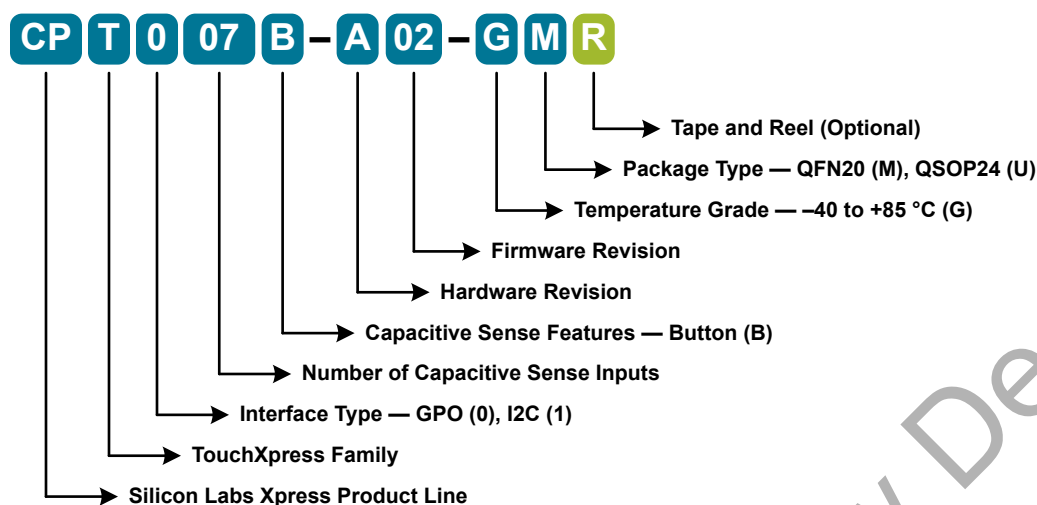 CP T 0 07 B – A 02 – G M R
Tape and Reel (Optional)
Package Type — QFN20 (M), QSOP24 (U)
Temperature Grade — –40 to +85 °C (G)
Firmware Revision
Hardware Revision
Capacitive Sense Features — Button (B)
Number of Capacitive Sense Inputs
Interface Type — GPO (0), I2C (1)
TouchXpress Family
Silicon Labs Xpress Product Line